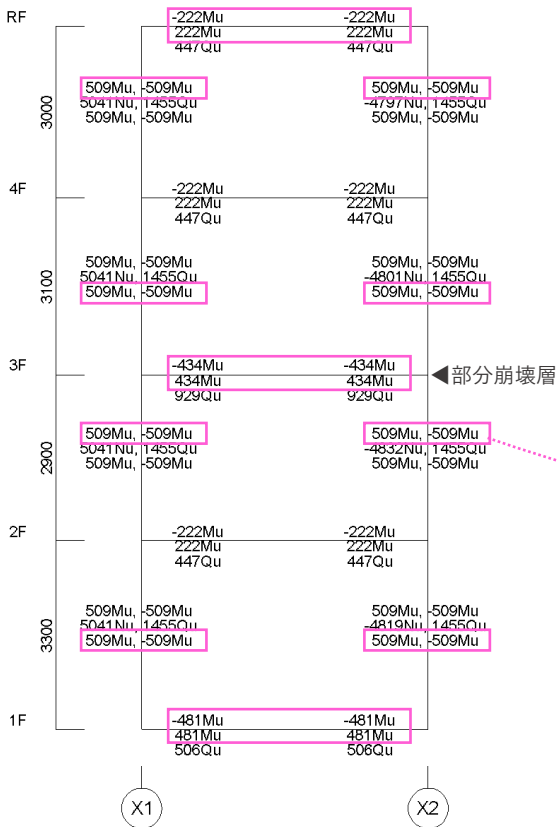 RF
-222Mu -222Mu
222Mu 222Mu
447Qu 447Qu
509Mu, -509Mu 509Mu, -509Mu
5041Nu, 1455Qu -4797Nu, 1455Qu
509Mu, -509Mu 509Mu, -509Mu
3000
4F
-222Mu -222Mu
222Mu 222Mu
447Qu 447Qu
509Mu, -509Mu 509Mu, -509Mu
5041Nu, 1455Qu -4801Nu, 1455Qu
509Mu, -509Mu 509Mu, -509Mu
3100
3F
-434Mu -434Mu
434Mu 434Mu
929Qu 929Qu
◀部分崩壊層
509Mu, -509Mu 509Mu, -509Mu
5041Nu, 1455Qu -4832Nu, 1455Qu
509Mu, -509Mu 509Mu, -509Mu
2900
2F
-222Mu -222Mu
222Mu 222Mu
447Qu 447Qu
509Mu, -509Mu 509Mu, -509Mu
5041Nu, 1455Qu -4819Nu, 1455Qu
509Mu, -509Mu 509Mu, -509Mu
3300
1F
-481Mu -481Mu
481Mu 481Mu
506Qu 506Qu
X1 X2